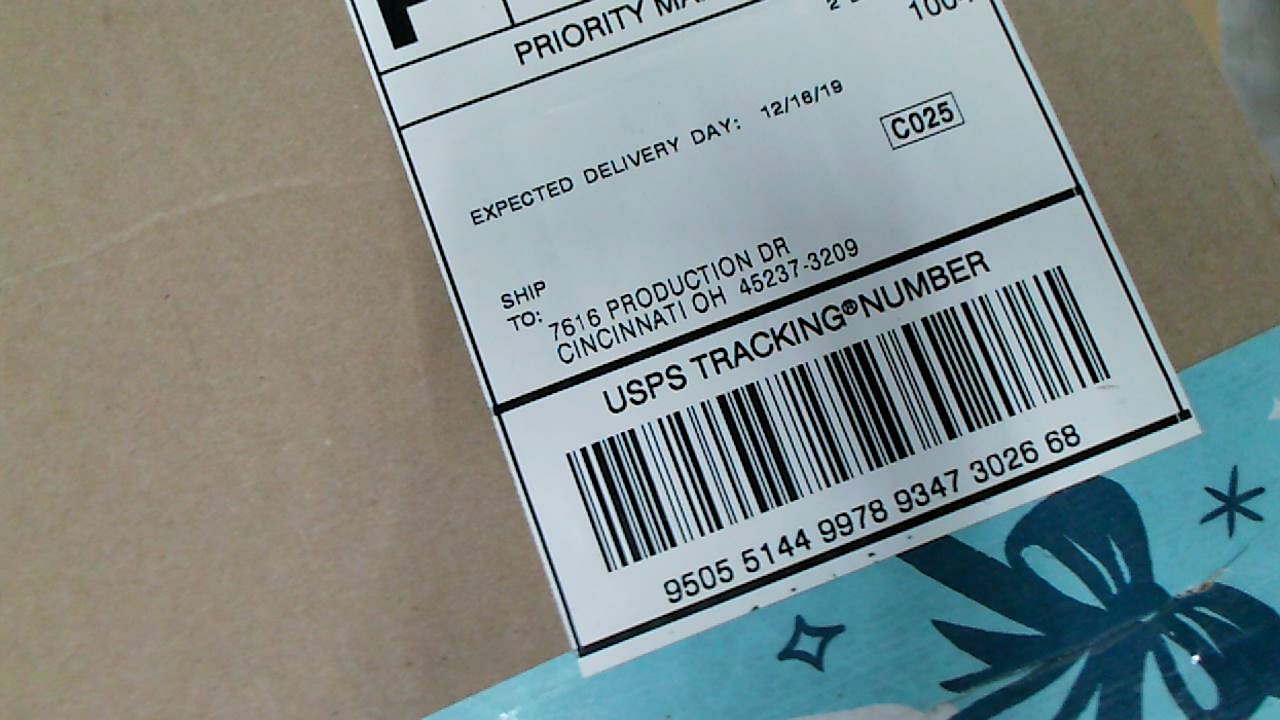 PRIORITY
EXPECTED DELIVERY DAY: 12/16/19
C025
SHIP
TO:
7616 PRODUCTION DR
CINCINNATI OH 45237-3209
USPS TRACKING® NUMBER
9505 5144 9978 9347 3026 68